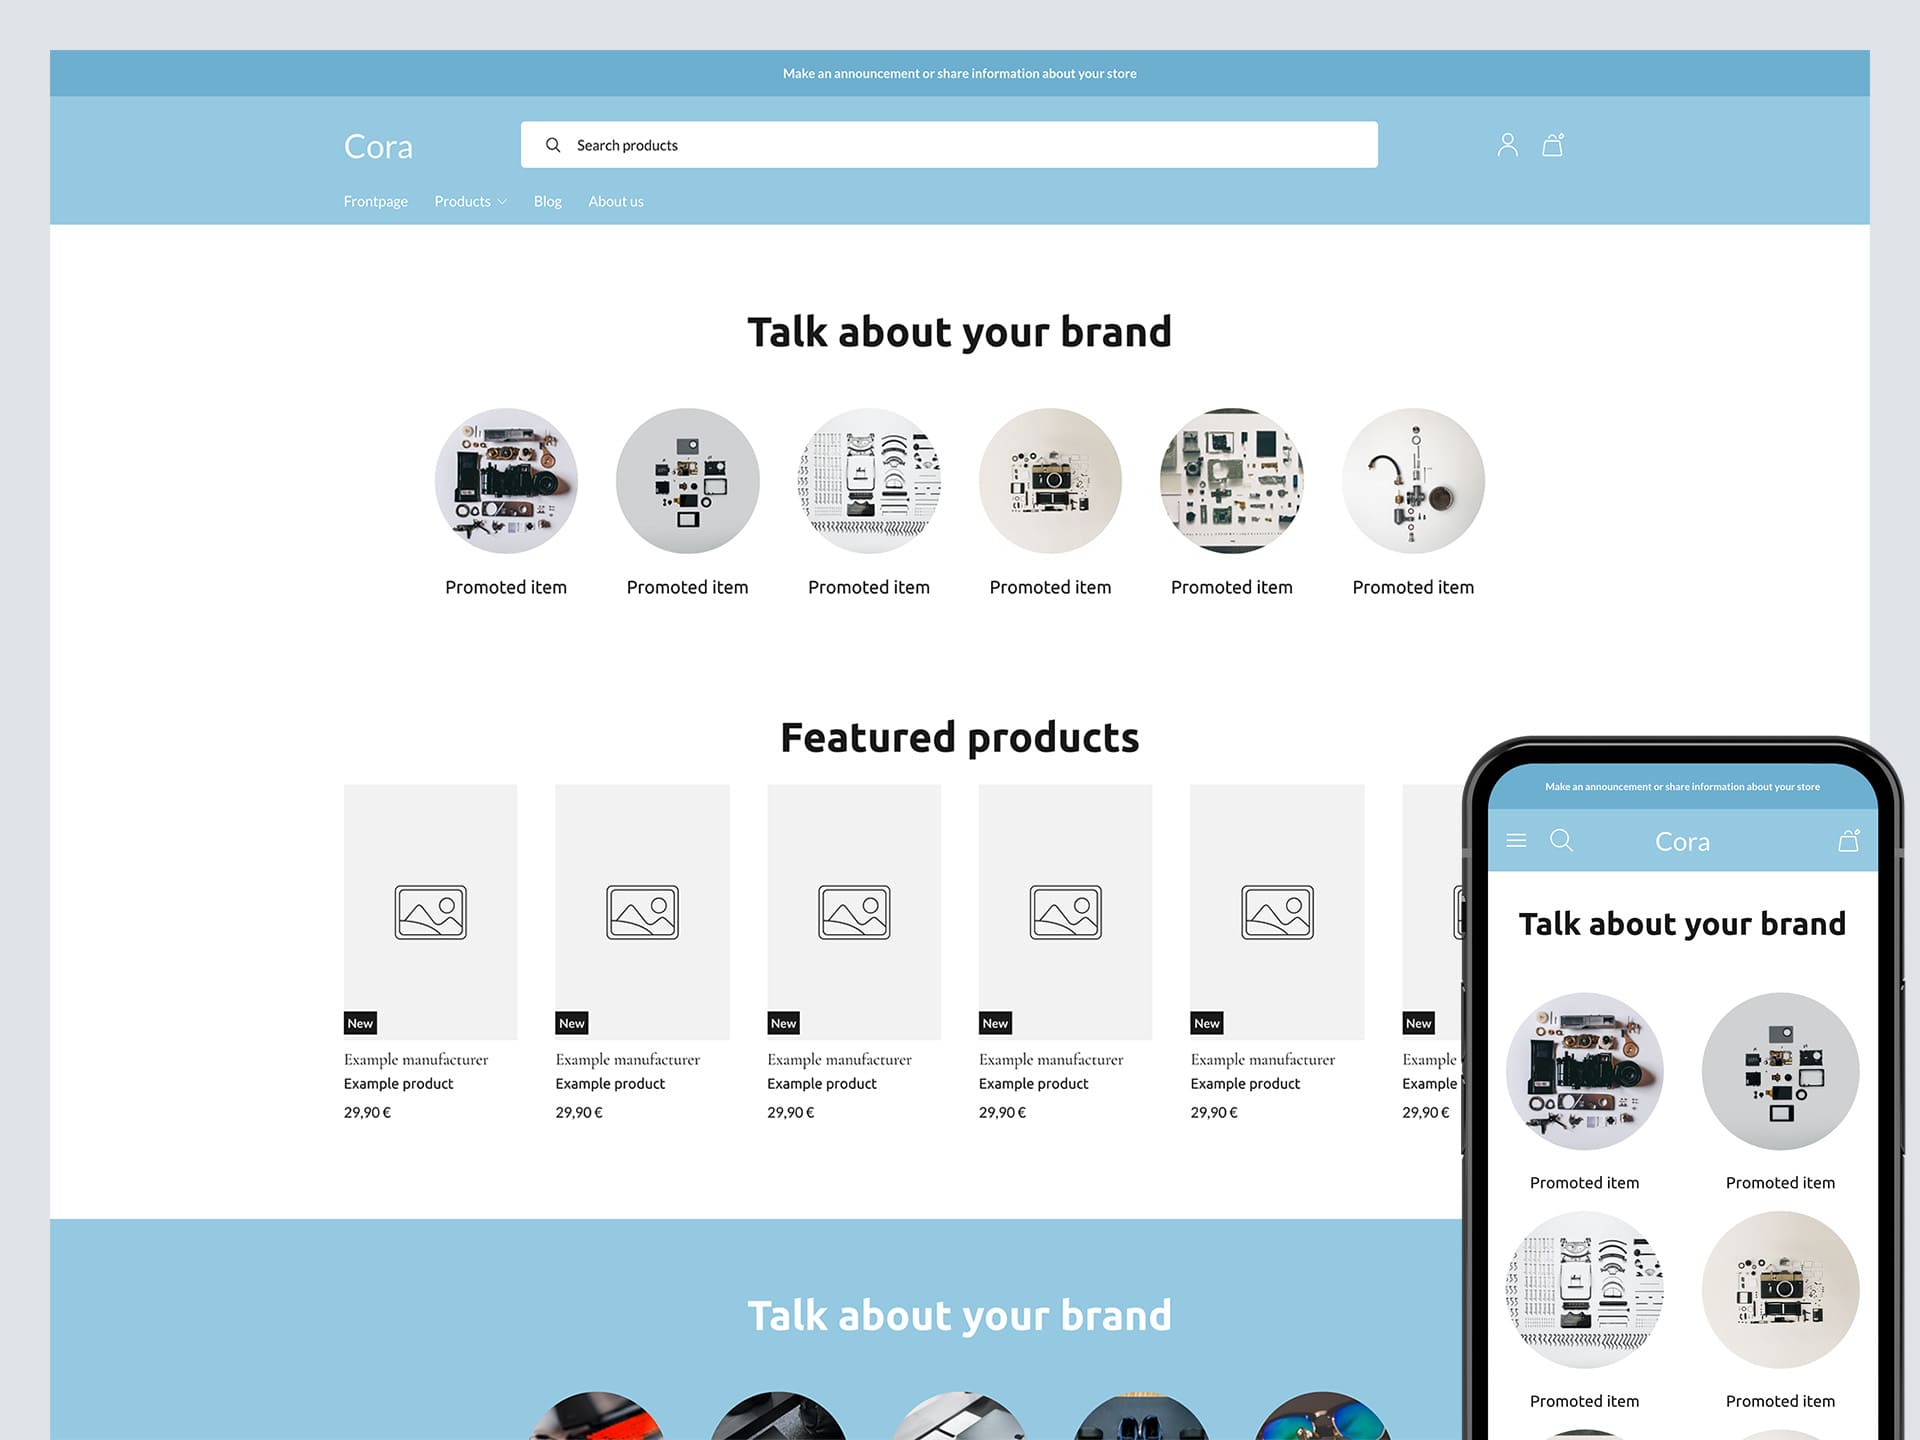 Make an announcement or share information about your store
Cora
Search products
Frontpage Products Blog About us
Talk about your brand
Promoted item Promoted item Promoted item Promoted item Promoted item Promoted item
Featured products
New New New New New New
Example manufacturer Example manufacturer Example manufacturer Example manufacturer Example manufacturer Example
Example product Example product Example product Example product Example product Example
29,90 € 29,90 € 29,90 € 29,90 € 29,90 € 29,90 €
Talk about your brand
Make an announcement or share information about your store
Cora
Talk about your brand
Promoted item Promoted item
Promoted item Promoted item